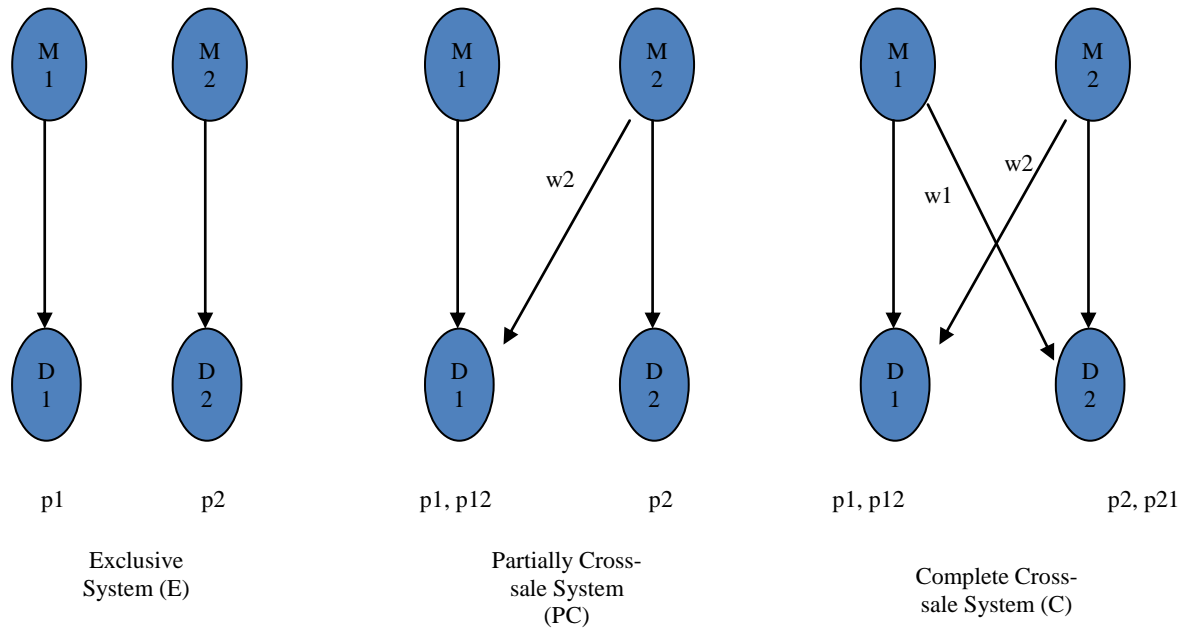 M
1
M
2
M
1
M
2
M
1
M
2
w2
w2
w1
D
1
D
2
D
1
D
2
D
1
D
2
p1
p2
p1, p12
p2
p1, p12
p2, p21
Exclusive
System (E)
Partially Cross-
sale System
(PC)
Complete Cross-
sale System (C)